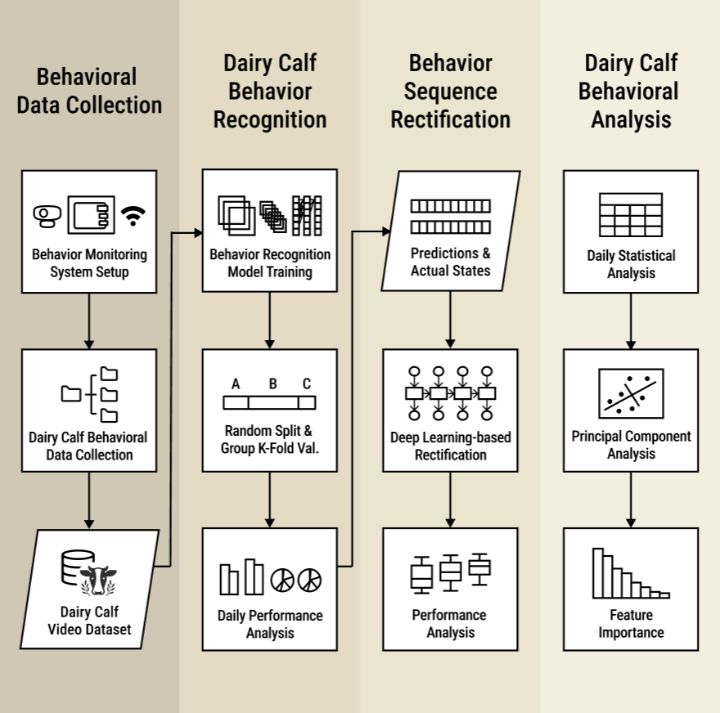 Behavioral
Data Collection
Behavior Monitoring
System Setup
Dairy Calf Behavioral
Data Collection
Dairy Calf
Video Dataset
Dairy Calf
Behavior
Recognition
Behavior Recognition
Model Training
A B C
Random Split &
Group K-Fold Val.
Daily Performance
Analysis
Behavior
Sequence
Rectification
Predictions &
Actual States
Deep Learning-based
Rectification
Performance
Analysis
Dairy Calf
Behavioral
Analysis
Daily Statistical
Analysis
Principal Component
Analysis
Feature
Importance